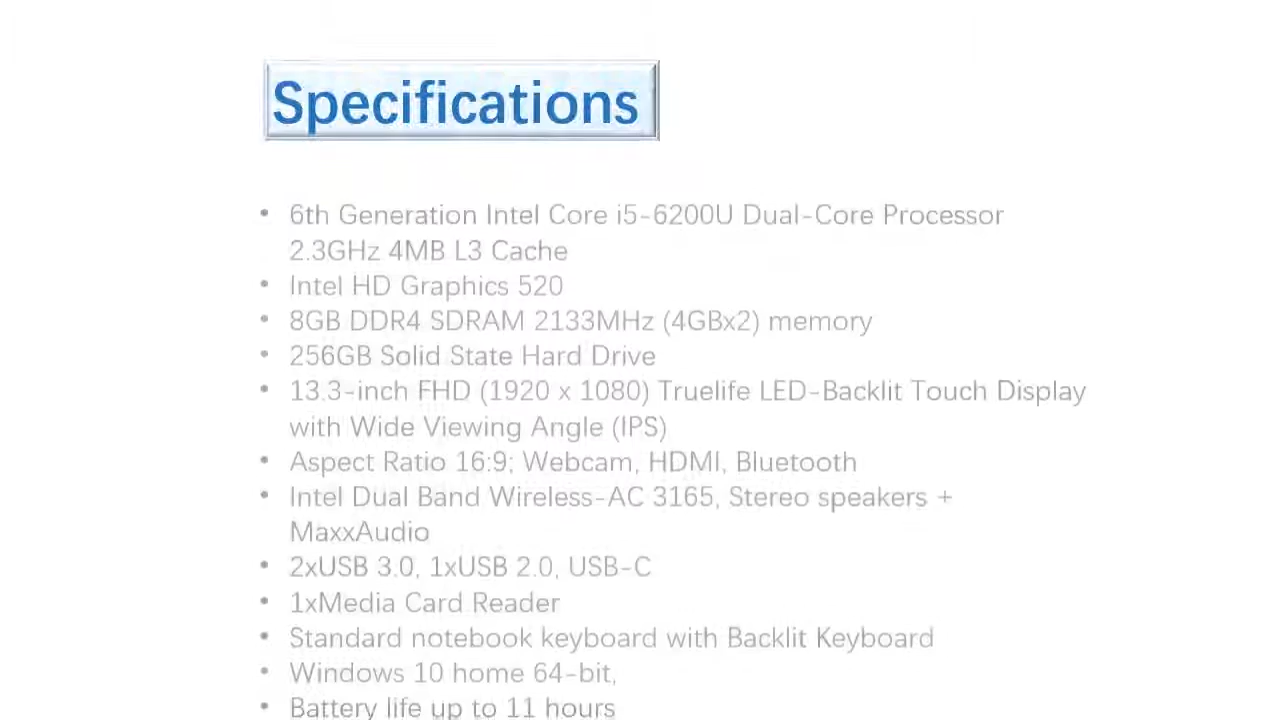 Specifications
• 6th Generation Intel Core i5-6200U Dual-Core Processor
2.3GHz 4MB L3 Cache
• Intel HD Graphics 520
• 8GB DDR4 SDRAM 2133MHz (4GBx2) memory
• 256GB Solid State Hard Drive
• 13.3-inch FHD (1920 x 1080) Truelife LED-Backlit Touch Display
with Wide Viewing Angle (IPS)
• Aspect Ratio 16:9; Webcam, HDMI, Bluetooth
• Intel Dual Band Wireless-AC 3165, Stereo speakers +
MaxxAudio
• 2xUSB 3.0, 1xUSB 2.0, USB-C
• 1xMedia Card Reader
• Standard notebook keyboard with Backlit Keyboard
• Windows 10 home 64-bit,
• Battery life up to 11 hours